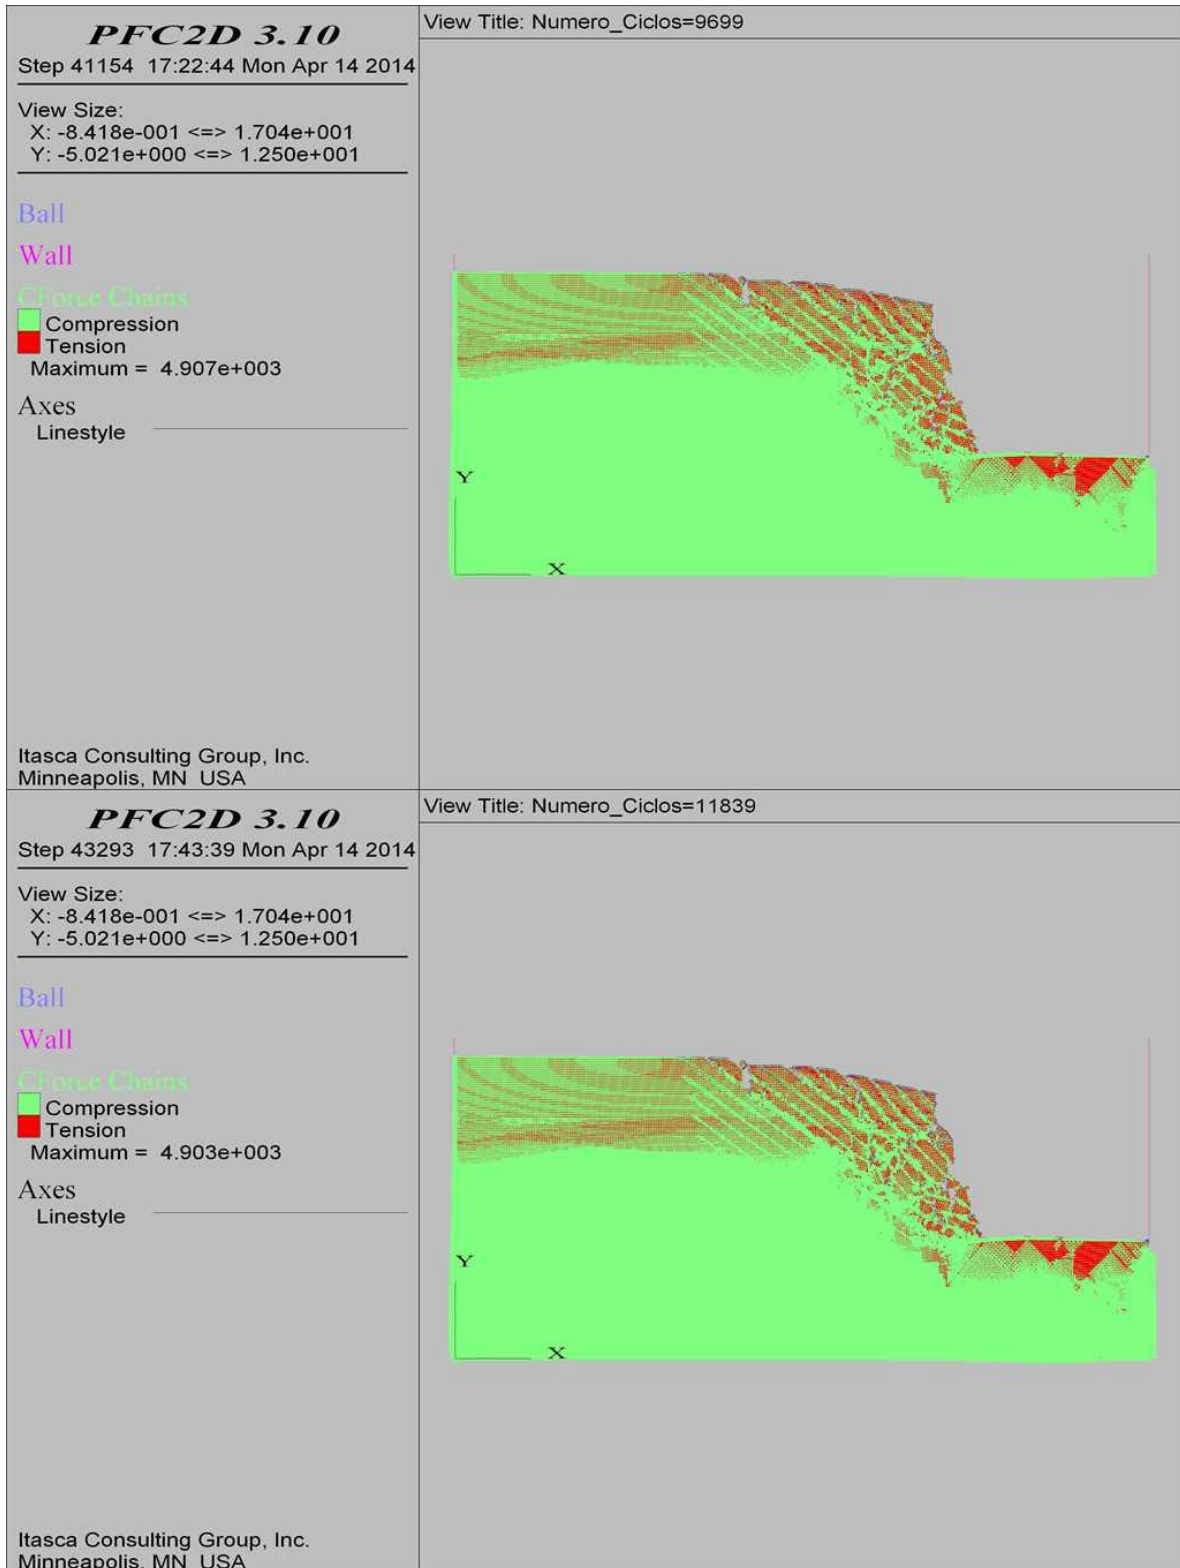 PFC2D 3.10
Step 41154 17:22:44 Mon Apr 14 2014
View Size:
X: -8.418e-001 <=> 1.704e+001
Y: -5.021e+000 <=> 1.250e+001
Ball
Wall
CForce Chains
Compression
Tension
Maximum = 4.907e+003
Axes
Linestyle
Itasca Consulting Group, Inc.
Minneapolis, MN USA
View Title: Numero_Ciclos=9699
Y
X
PFC2D 3.10
Step 43293 17:43:39 Mon Apr 14 2014
View Size:
X: -8.418e-001 <=> 1.704e+001
Y: -5.021e+000 <=> 1.250e+001
Ball
Wall
CForce Chains
Compression
Tension
Maximum = 4.903e+003
Axes
Linestyle
Itasca Consulting Group, Inc.
Minneapolis, MN USA
View Title: Numero_Ciclos=11839
Y
X